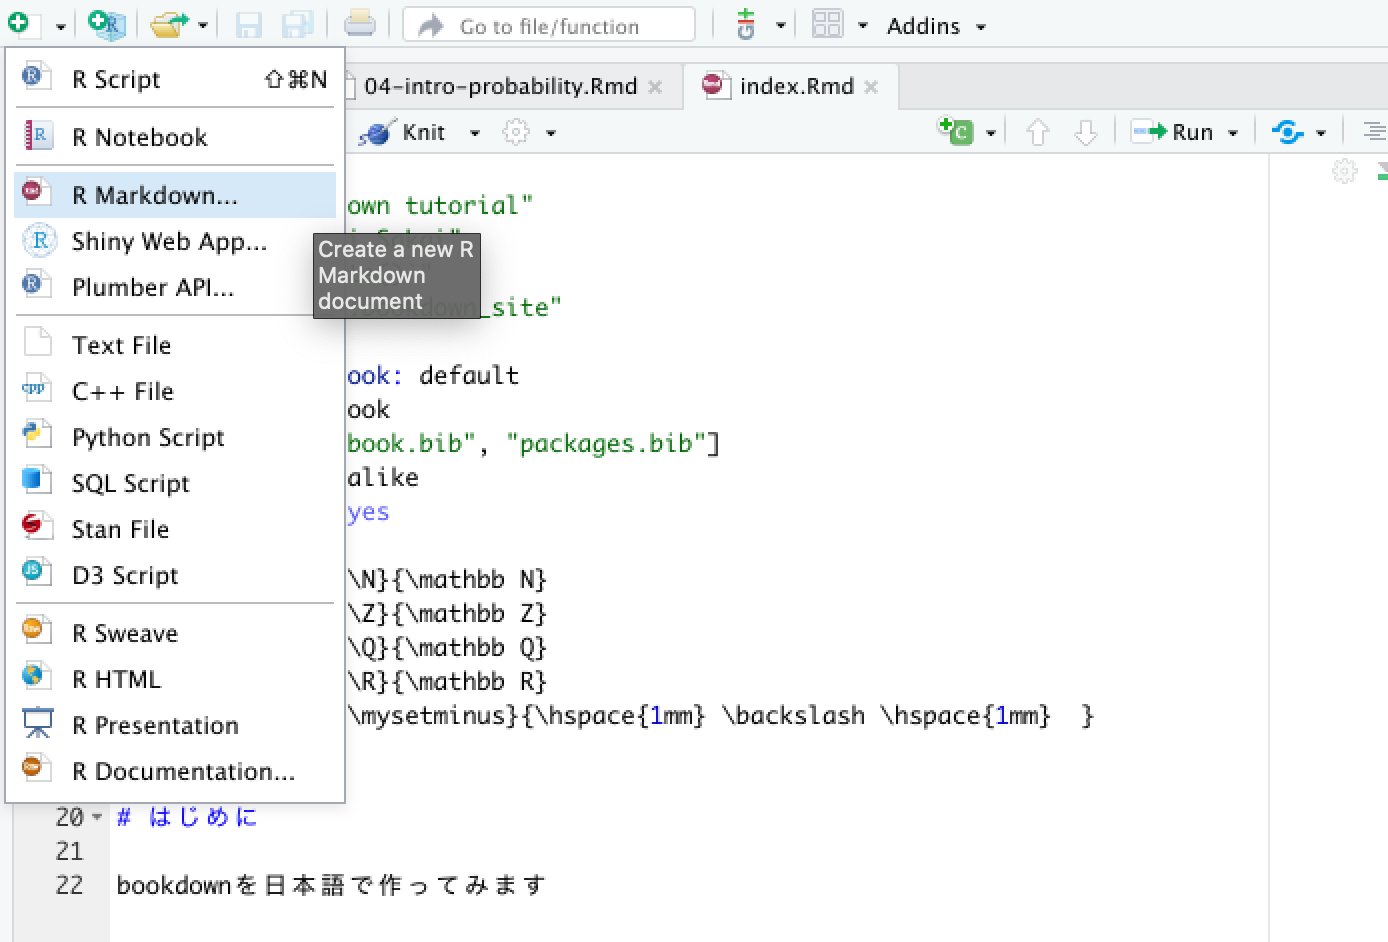 Go to file/function
Addins
R Script ⇧⌘N
04-intro-probability.Rmd
index.Rmd
R Notebook
Knit
Run
R Markdown...
own tutorial"
Shiny Web App...
Create a new R
Markdown
document
Plumber API...
_site"
Text File
ook: default
C++ File
ook
Python Script
book.bib", "packages.bib"]
SQL Script
alike
Stan File
yes
D3 Script
\N}{\mathbb N}
\Z}{\mathbb Z}
R Sweave
\Q}{\mathbb Q}
R HTML
\R}{\mathbb R}
R Presentation
\mysetminus}{\hspace{1mm} \backslash \hspace{1mm}  }
R Documentation...
20 # はじめに
21
22 bookdownを日本語で作ってみます